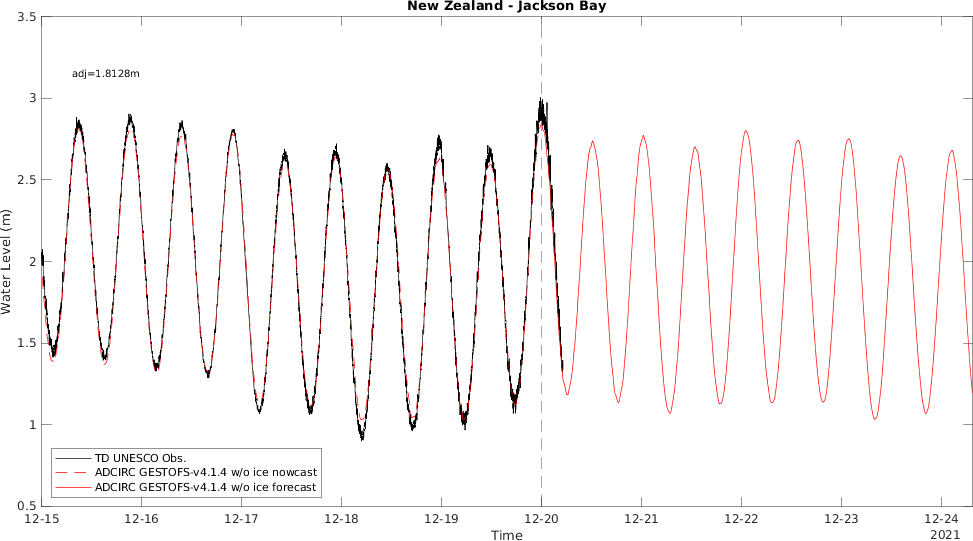 New Zealand - Jackson Bay
adj=1.8128m
3.5
3
2.5
2
1.5
1
0.5
Water Level (m)
TD UNESCO Obs.
ADCIRC GESTOFS-v4.1.4 w/o ice nowcast
ADCIRC GESTOFS-v4.1.4 w/o ice forecast
12-15 12-16 12-17 12-18 12-19 12-20 12-21 12-22 12-23 12-24
2021
Time